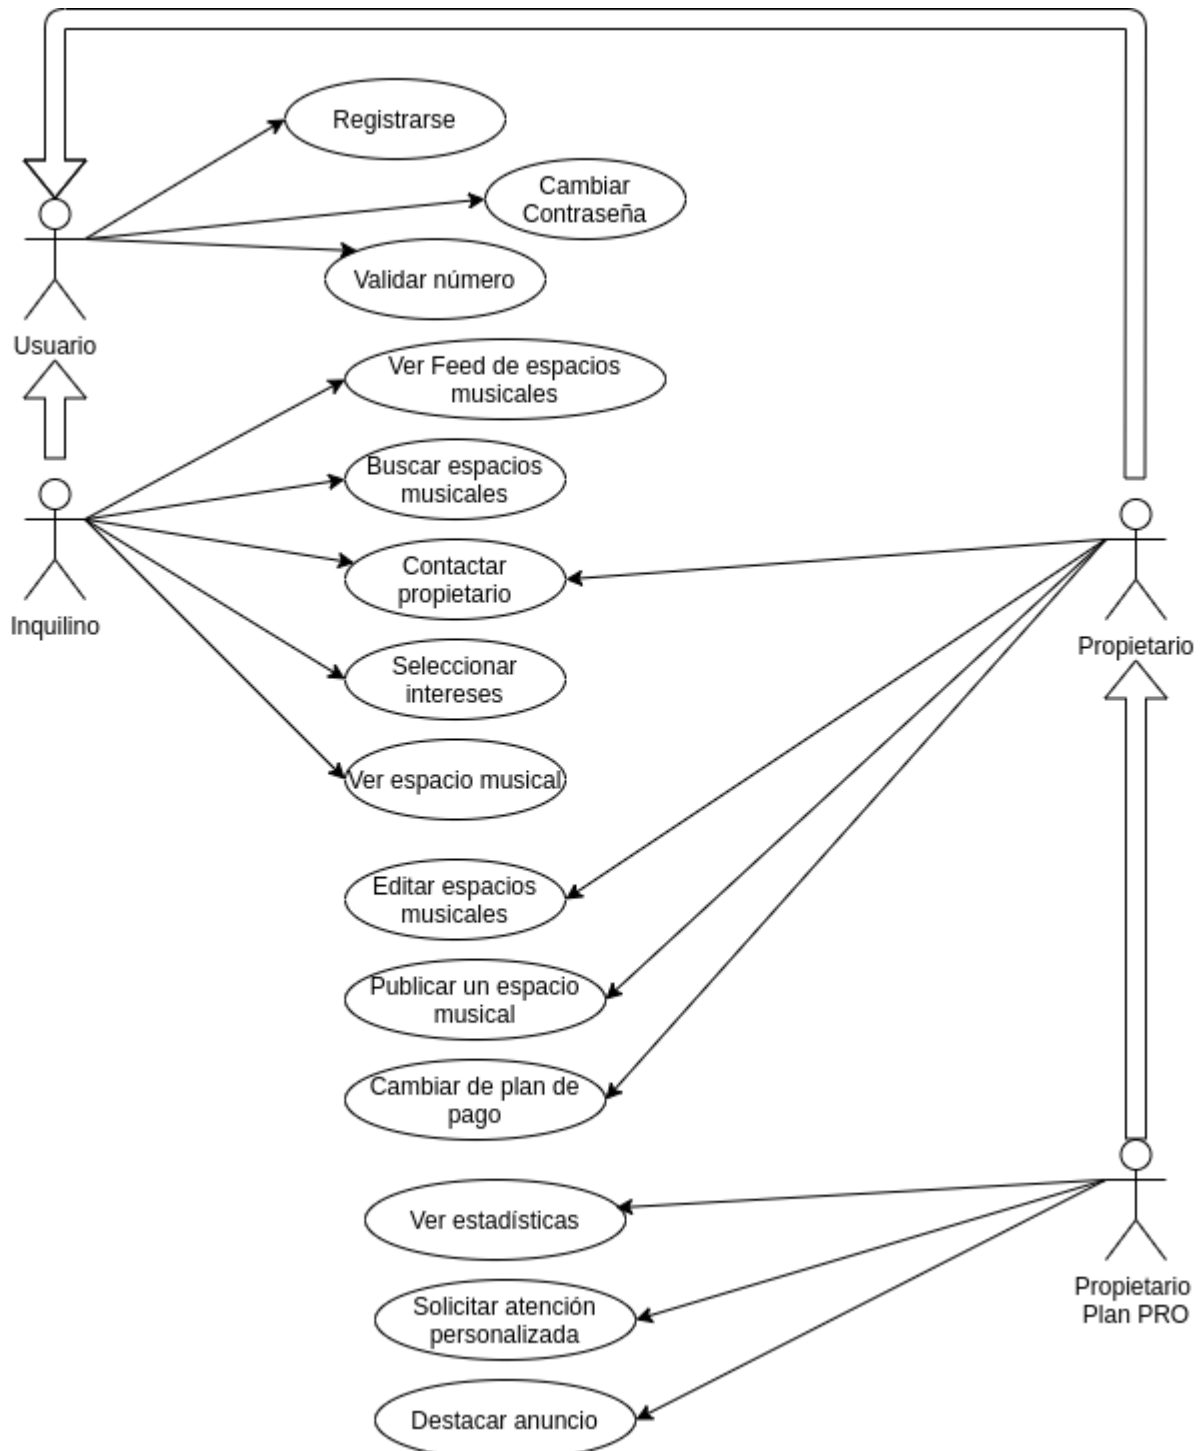 Registrarse
Cambiar
Contraseña
Validar número
Usuario
Ver Feed de espacios
musicales
Buscar espacios
musicales
Contactar
propietario
Inquilino
Propietario
Seleccionar
intereses
Ver espacio musical
Editar espacios
musicales
Publicar un espacio
musical
Cambiar de plan de
pago
Ver estadísticas
Solicitar atención
personalizada
Propietario
Plan PRO
Destacar anuncio